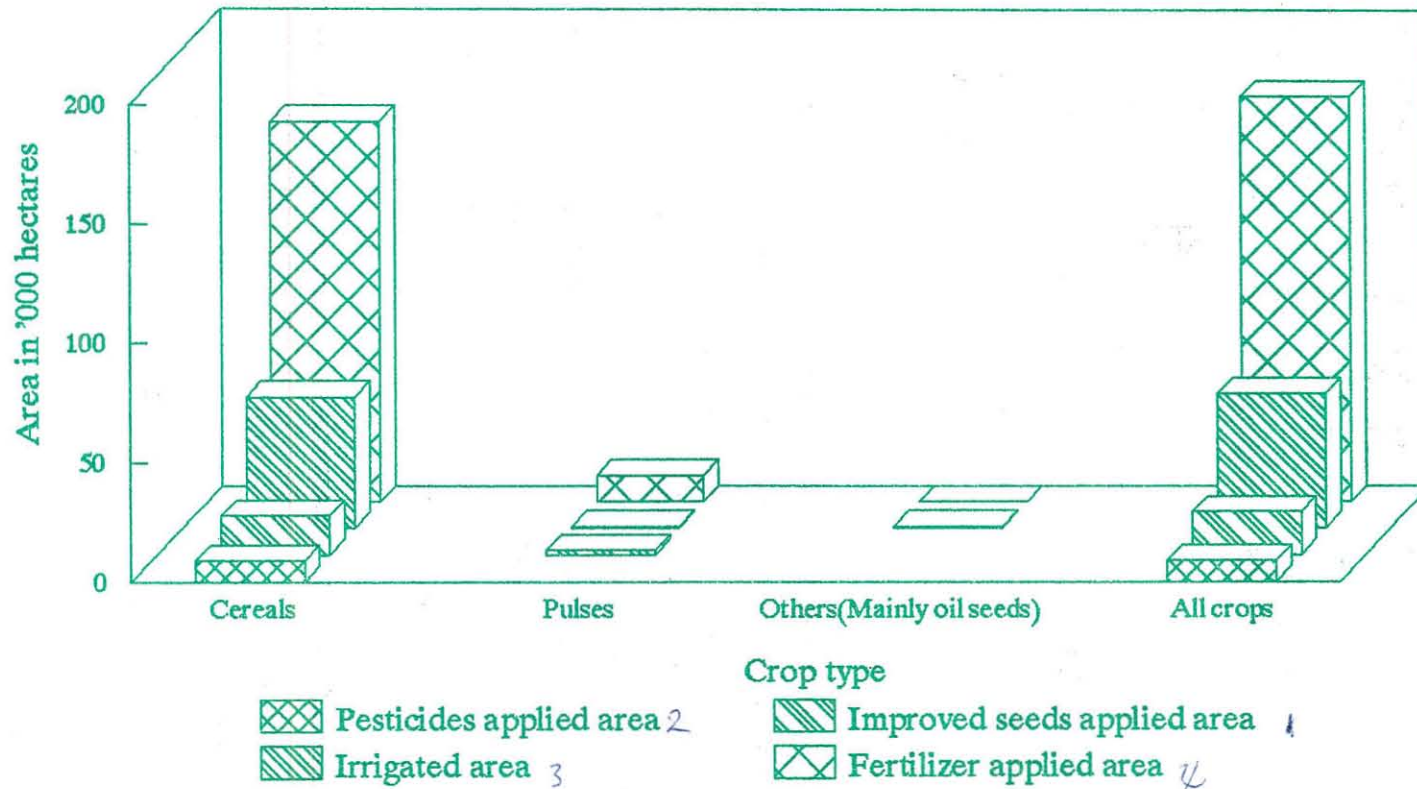 Area in '000 hectares
200
150
100
50
0
Cereals
Pulses
Others(Mainly oil seeds)
All crops
Crop type
Pesticides applied area 2
Improved seeds applied area 1
Irrigated area 3
Fertilizer applied area 4